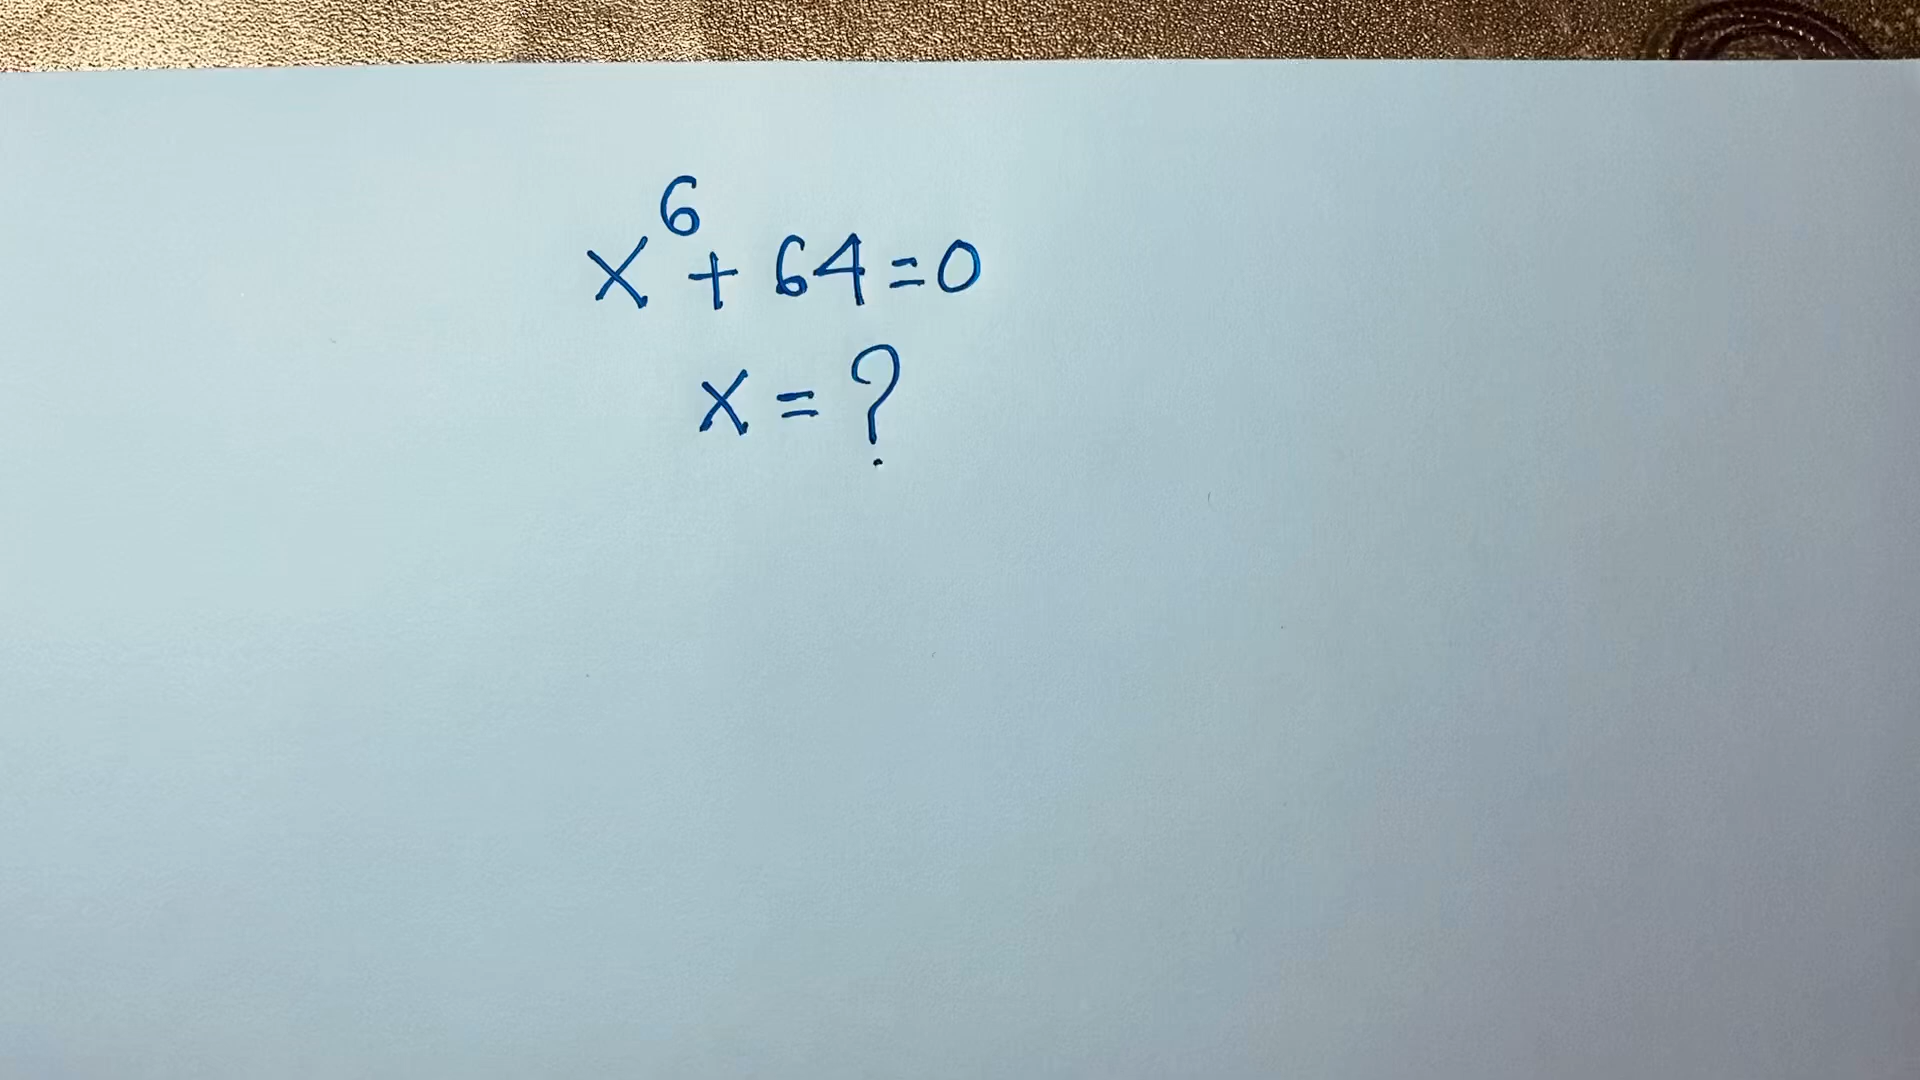 x⁶ + 64 = 0
x = ?